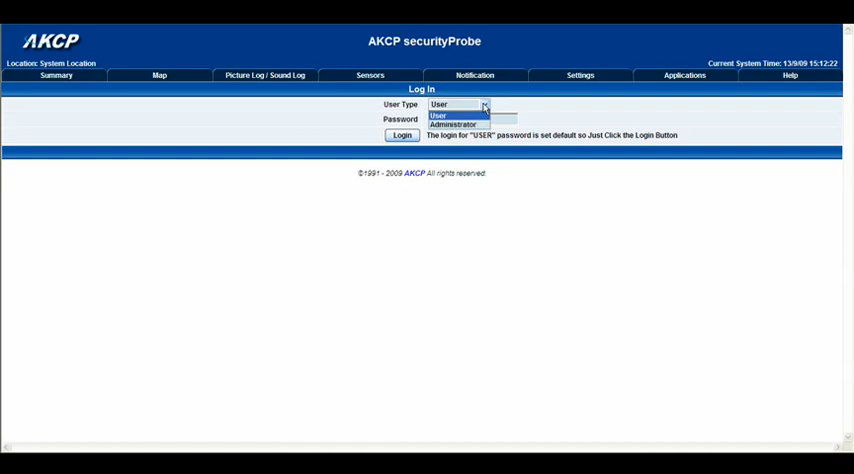 AKCP
AKCP securityProbe
Location: System Location
Current System Time: 13/9/09 15:12:22
Summary
Map
Picture Log / Sound Log
Sensors
Notification
Settings
Applications
Help
Log In
User Type
User
User
Password
Administrator
Login
The login for "USER" password is set default so Just Click the Login Button
©1991 - 2009 AKCP All rights reserved.